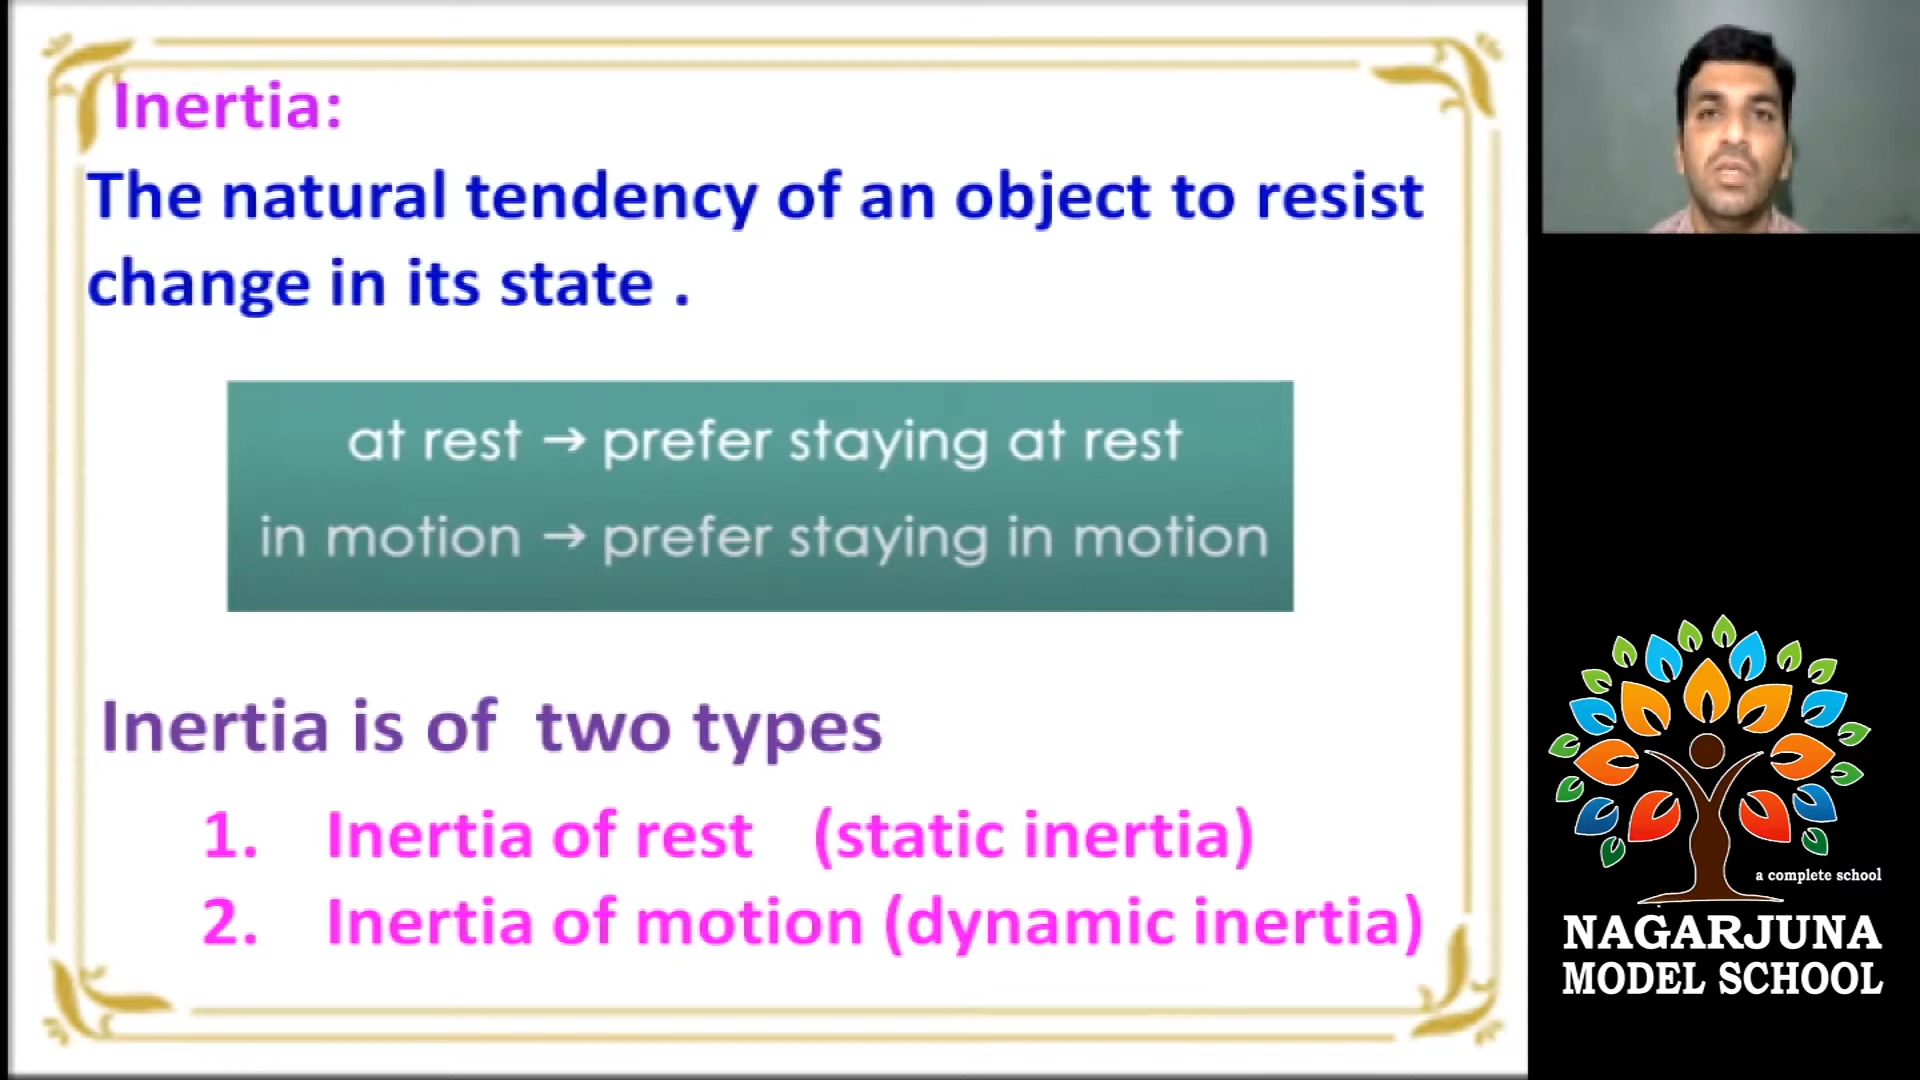 Inertia:
The natural tendency of an object to resist
change in its state .
at rest → prefer staying at rest
in motion → prefer staying in motion
Inertia is of two types
1. Inertia of rest (static inertia)
2. Inertia of motion (dynamic inertia)
a complete school
NAGARJUNA
MODEL SCHOOL